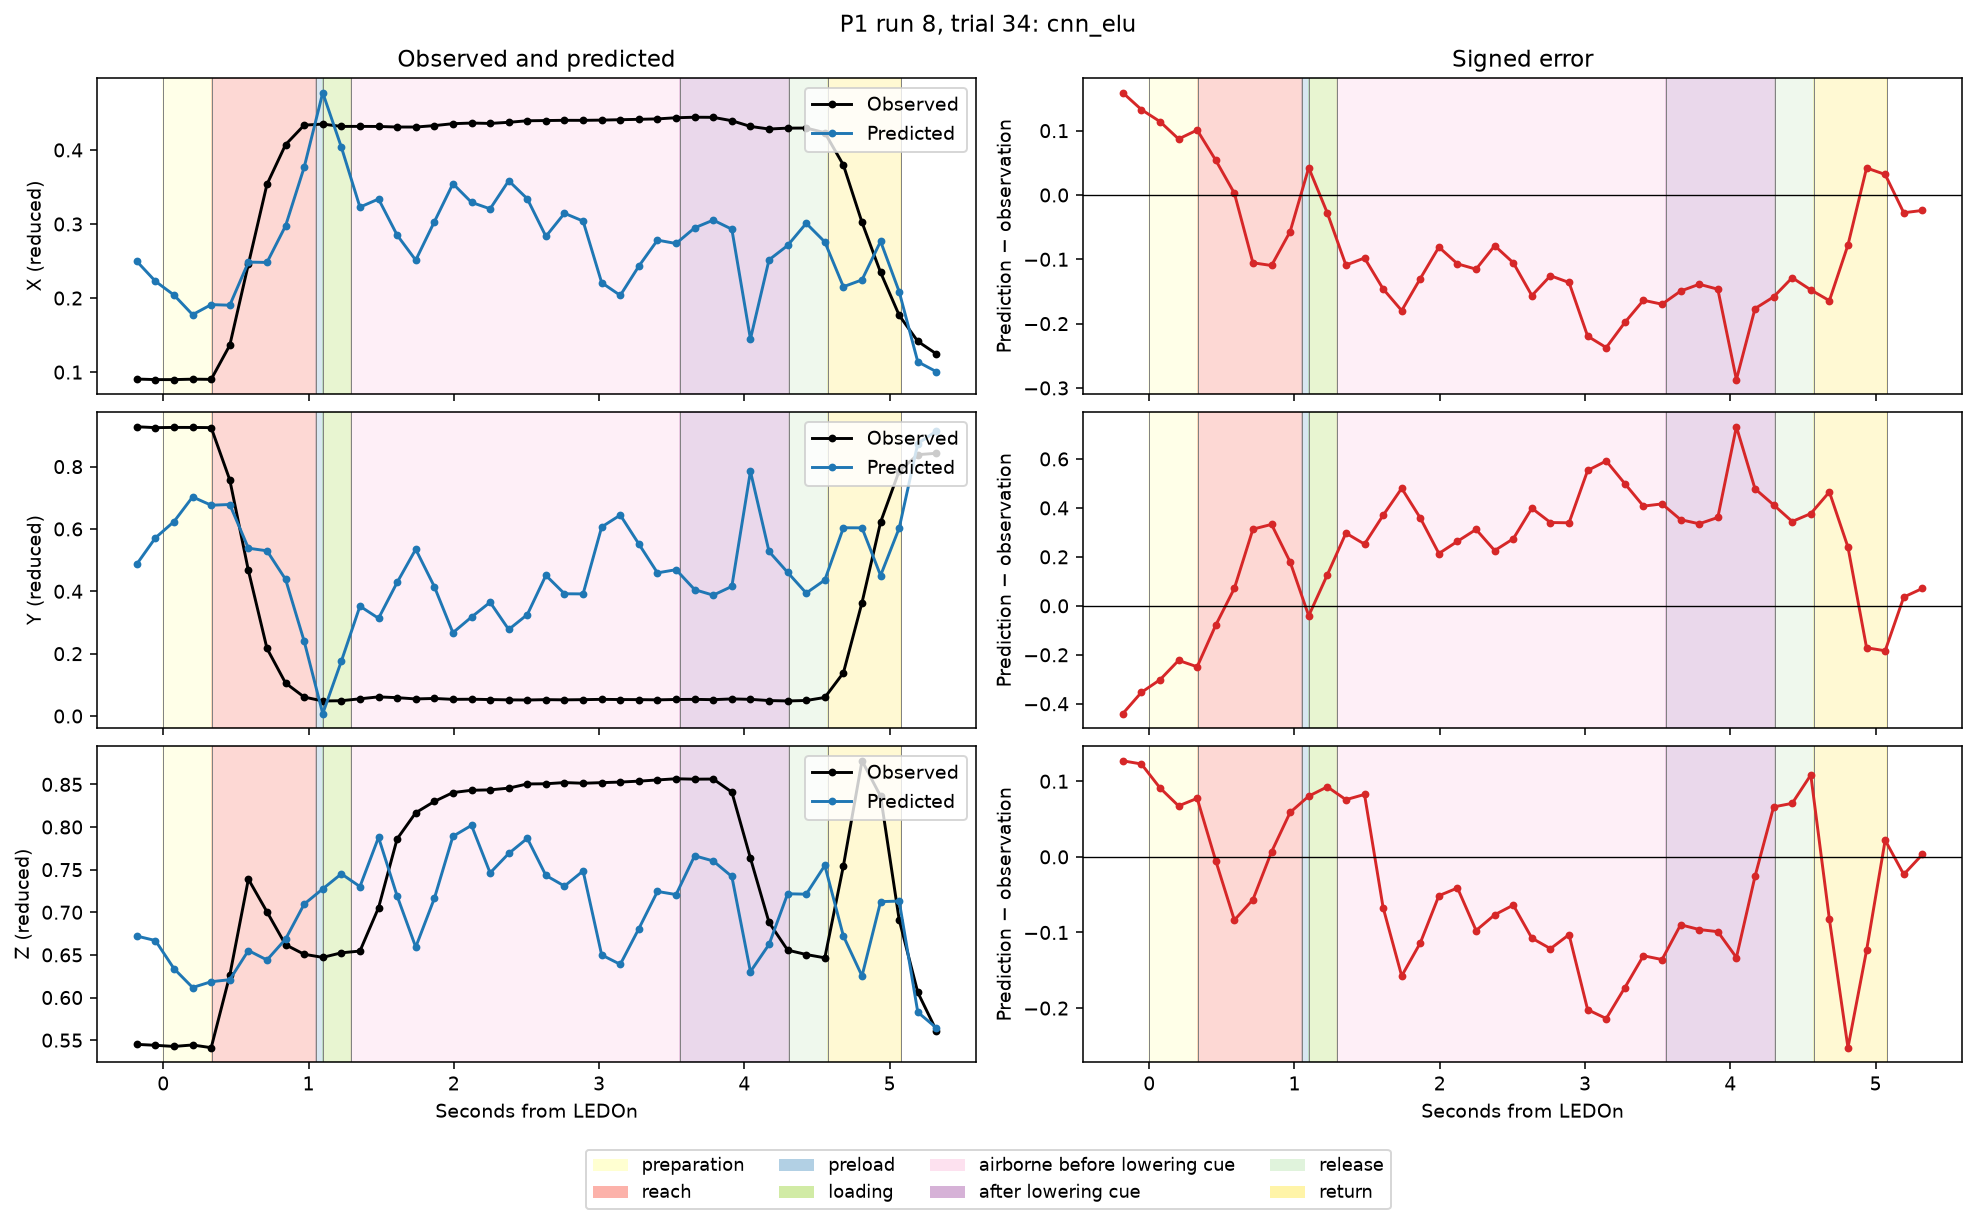 P1 run 8, trial 34: cnn_elu
Observed and predicted
Signed error
X (reduced)
0.4
0.3
0.2
0.1
Observed
Predicted
Prediction − observation
0.1
0.0
−0.1
−0.2
−0.3
Y (reduced)
0.8
0.6
0.4
0.2
0.0
Observed
Predicted
Prediction − observation
0.6
0.4
0.2
0.0
−0.2
−0.4
Z (reduced)
0.85
0.80
0.75
0.70
0.65
0.60
0.55
Observed
Predicted
Prediction − observation
0.1
0.0
−0.1
−0.2
0 1 2 3 4 5
Seconds from LEDOn
0 1 2 3 4 5
Seconds from LEDOn
preparation preload airborne before lowering cue release
reach loading after lowering cue return